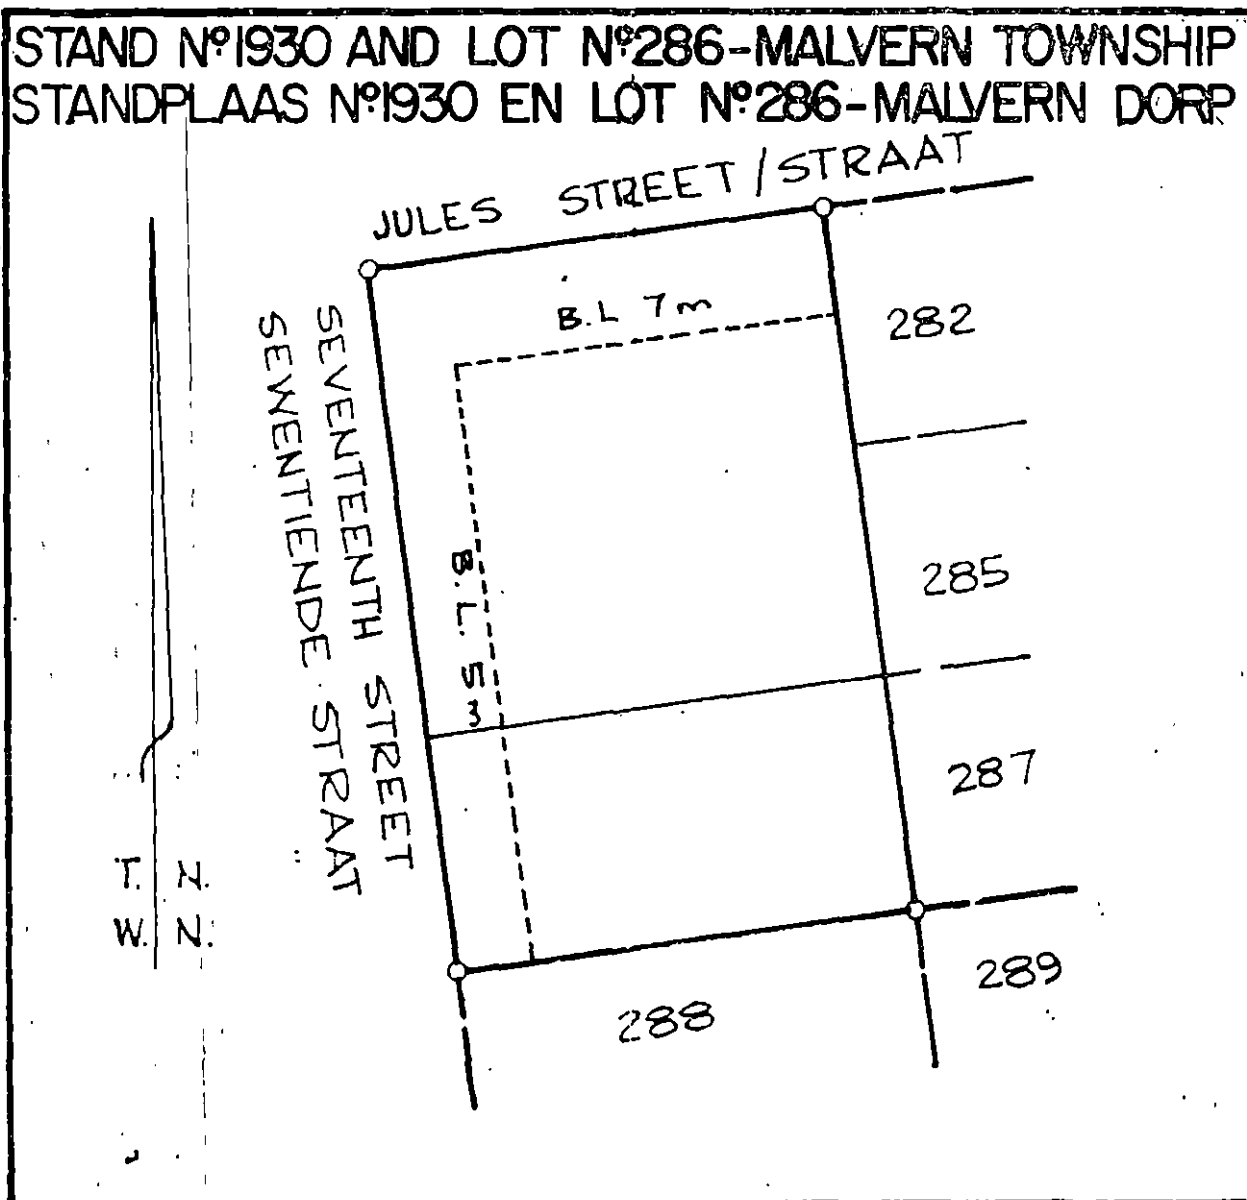 STAND Nº1930 AND LOT Nº286-MALVERN TOWNSHIP
STANDPLAAS Nº1930 EN LOT Nº286-MALVERN DORP
JULES STREET/STRAAT
B.L 7m
282
SEVENTEENTH STREET
SEWENTIENDE STRAAT
B.L. 5m
285
287
T. N.
W. N.
289
288